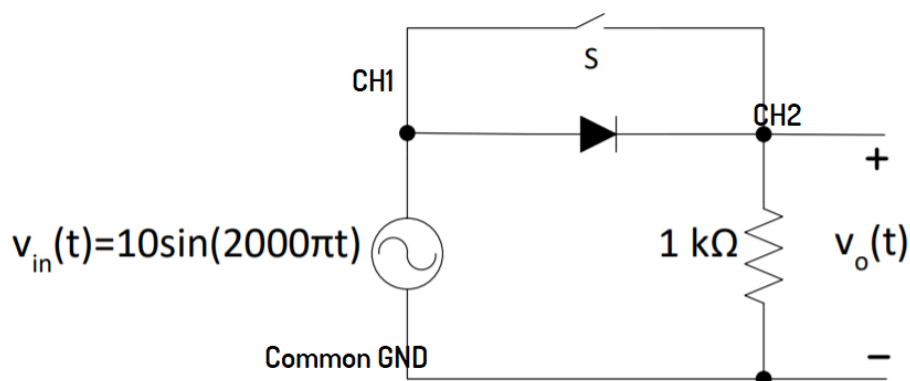 S
CH1
CH2
+
v_in(t)=10sin(2000πt)
1 kΩ
v_o(t)
Common GND
−